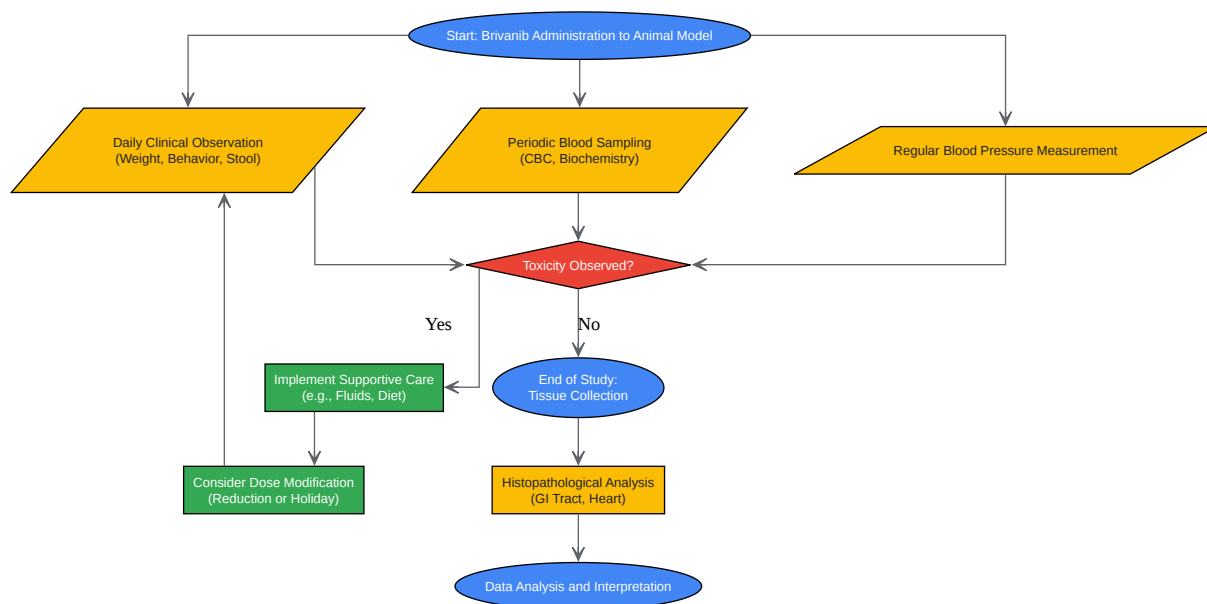 Start: Brivanib Administration to Animal Model
Daily Clinical Observation
(Weight, Behavior, Stool)
Periodic Blood Sampling
(CBC, Biochemistry)
Regular Blood Pressure Measurement
Toxicity Observed?
Yes
No
Implement Supportive Care
(e.g., Fluids, Diet)
End of Study:
Tissue Collection
Consider Dose Modification
(Reduction or Holiday)
Histopathological Analysis
(GI Tract, Heart)
Data Analysis and Interpretation